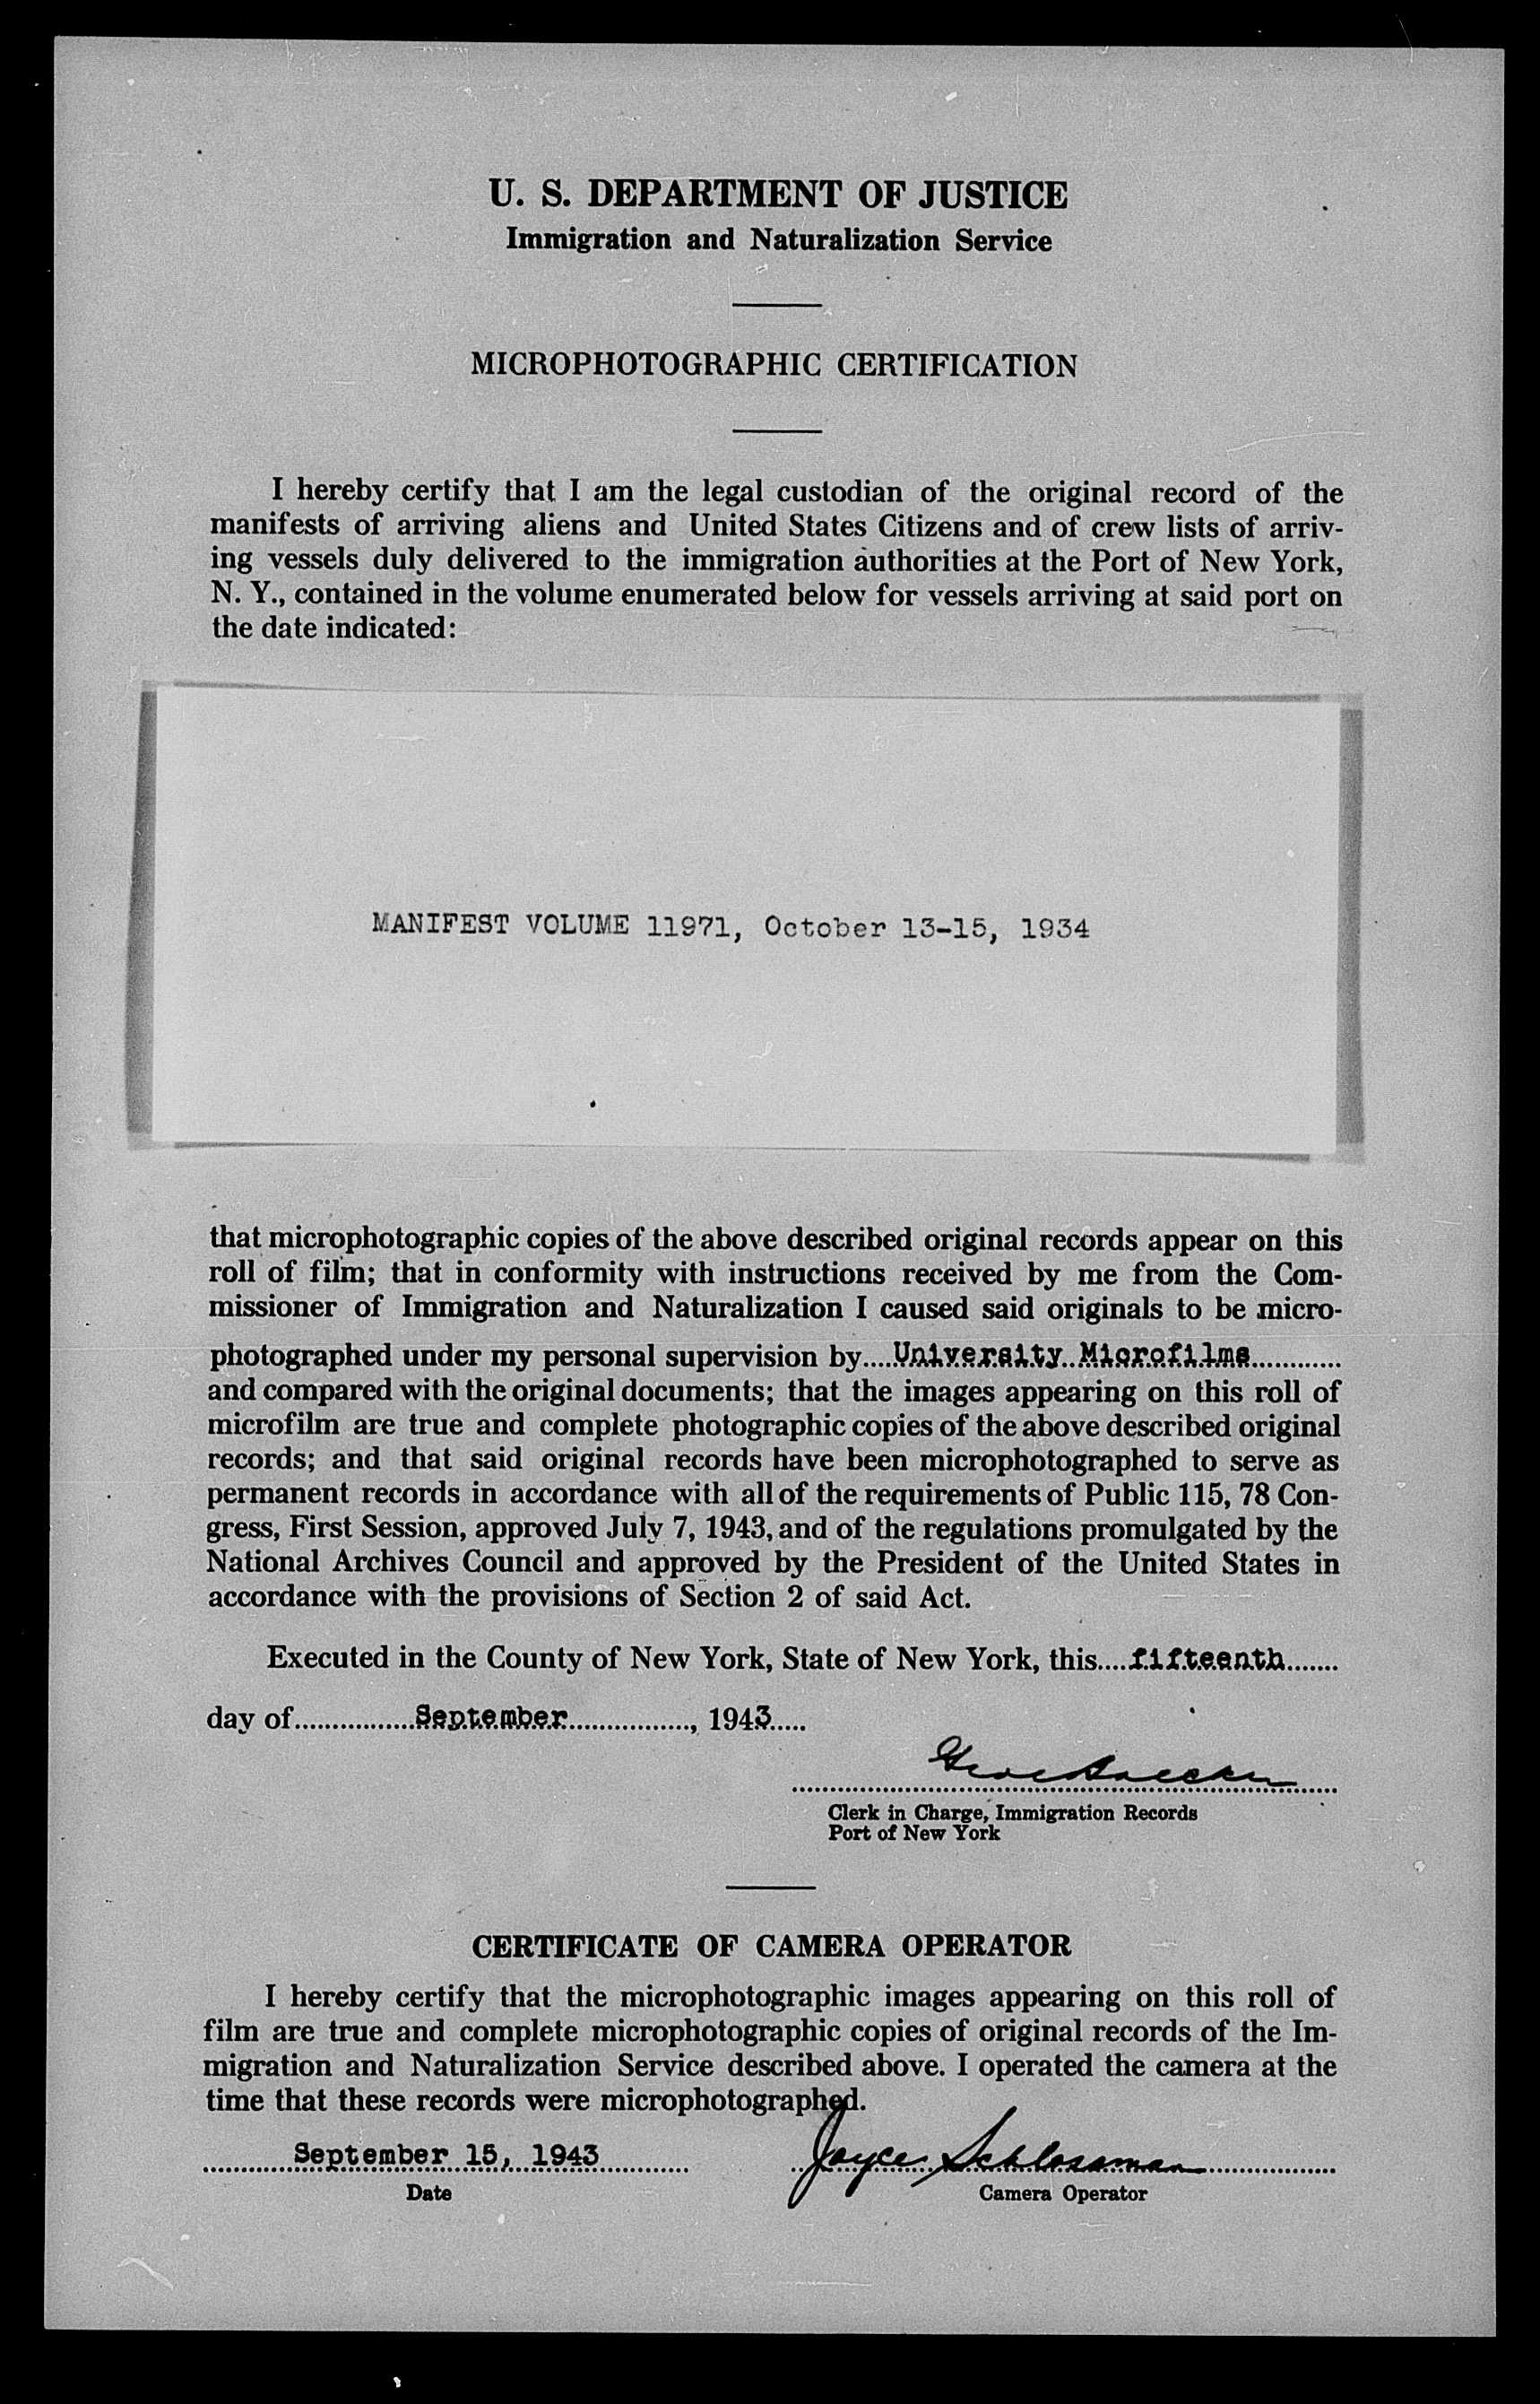 U. S. DEPARTMENT OF JUSTICE
Immigration and Naturalization Service
MICROPHOTOGRAPHIC CERTIFICATION
I hereby certify that I am the legal custodian of the original record of the
manifests of arriving aliens and United States Citizens and of crew lists of arriv-
ing vessels duly delivered to the immigration authorities at the Port of New York,
N. Y., contained in the volume enumerated below for vessels arriving at said port on
the date indicated:
MANIFEST VOLUME 11971, October 13-15, 1934
that microphotographic copies of the above described original records appear on this
roll of film; that in conformity with instructions received by me from the Com-
missioner of Immigration and Naturalization I caused said originals to be micro-
photographed under my personal supervision by....University Microfilms............
and compared with the original documents; that the images appearing on this roll of
microfilm are true and complete photographic copies of the above described original
records; and that said original records have been microphotographed to serve as
permanent records in accordance with all of the requirements of Public 115, 78 Con-
gress, First Session, approved July 7, 1943, and of the regulations promulgated by the
National Archives Council and approved by the President of the United States in
accordance with the provisions of Section 2 of said Act.
Executed in the County of New York, State of New York, this....fifteenth.......
day of................September................., 1943.....
Clerk in Charge, Immigration Records
Port of New York
CERTIFICATE OF CAMERA OPERATOR
I hereby certify that the microphotographic images appearing on this roll of
film are true and complete microphotographic copies of original records of the Im-
migration and Naturalization Service described above. I operated the camera at the
time that these records were microphotographed.
September 15, 1943 Joyce Schlossman
Date Camera Operator